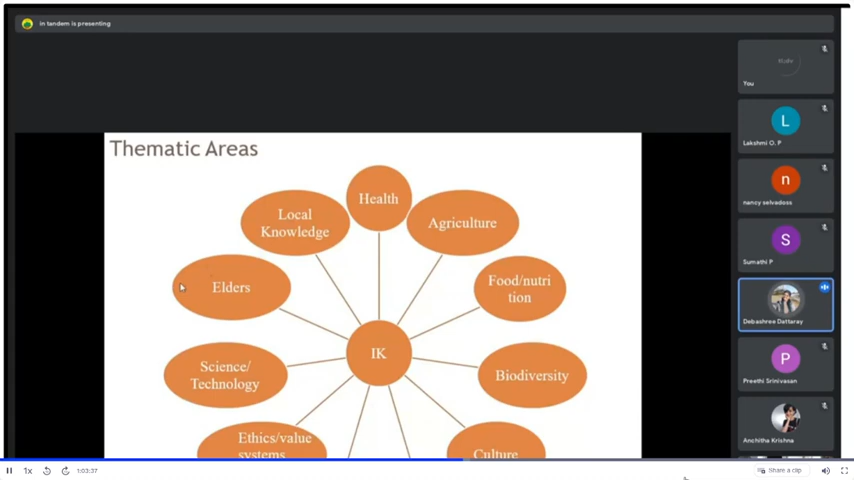 in tandem is presenting
Thematic Areas
Health
Local
Knowledge
Agriculture
Elders
Food/nutri
tion
IK
Science/
Technology
Biodiversity
Ethics/value
systems
Culture
You
L
Lakshmi O. P
n
nancy selvadoss
S
Sumathi P
Debashree Dattaray
P
Preethi Srinivasan
Anchitha Krishna
1x
1:03:37
Share a clip